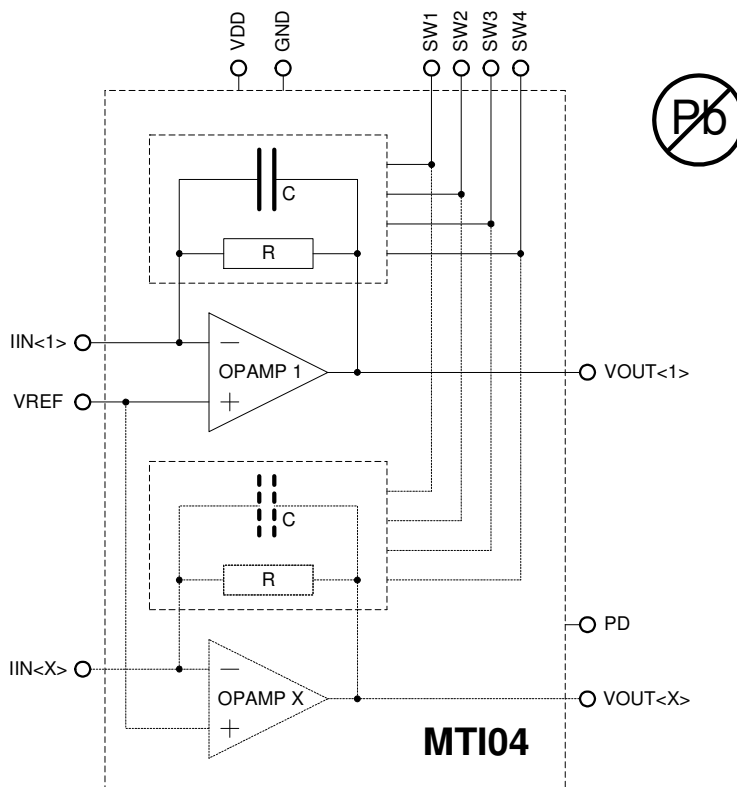 VDD
GND
SW1
SW2
SW3
SW4
Pb
C
R
IIN<1>
−
OPAMP 1
VOUT<1>
VREF
+
C
R
PD
IIN<X>
−
OPAMP X
VOUT<X>
+
MTI04